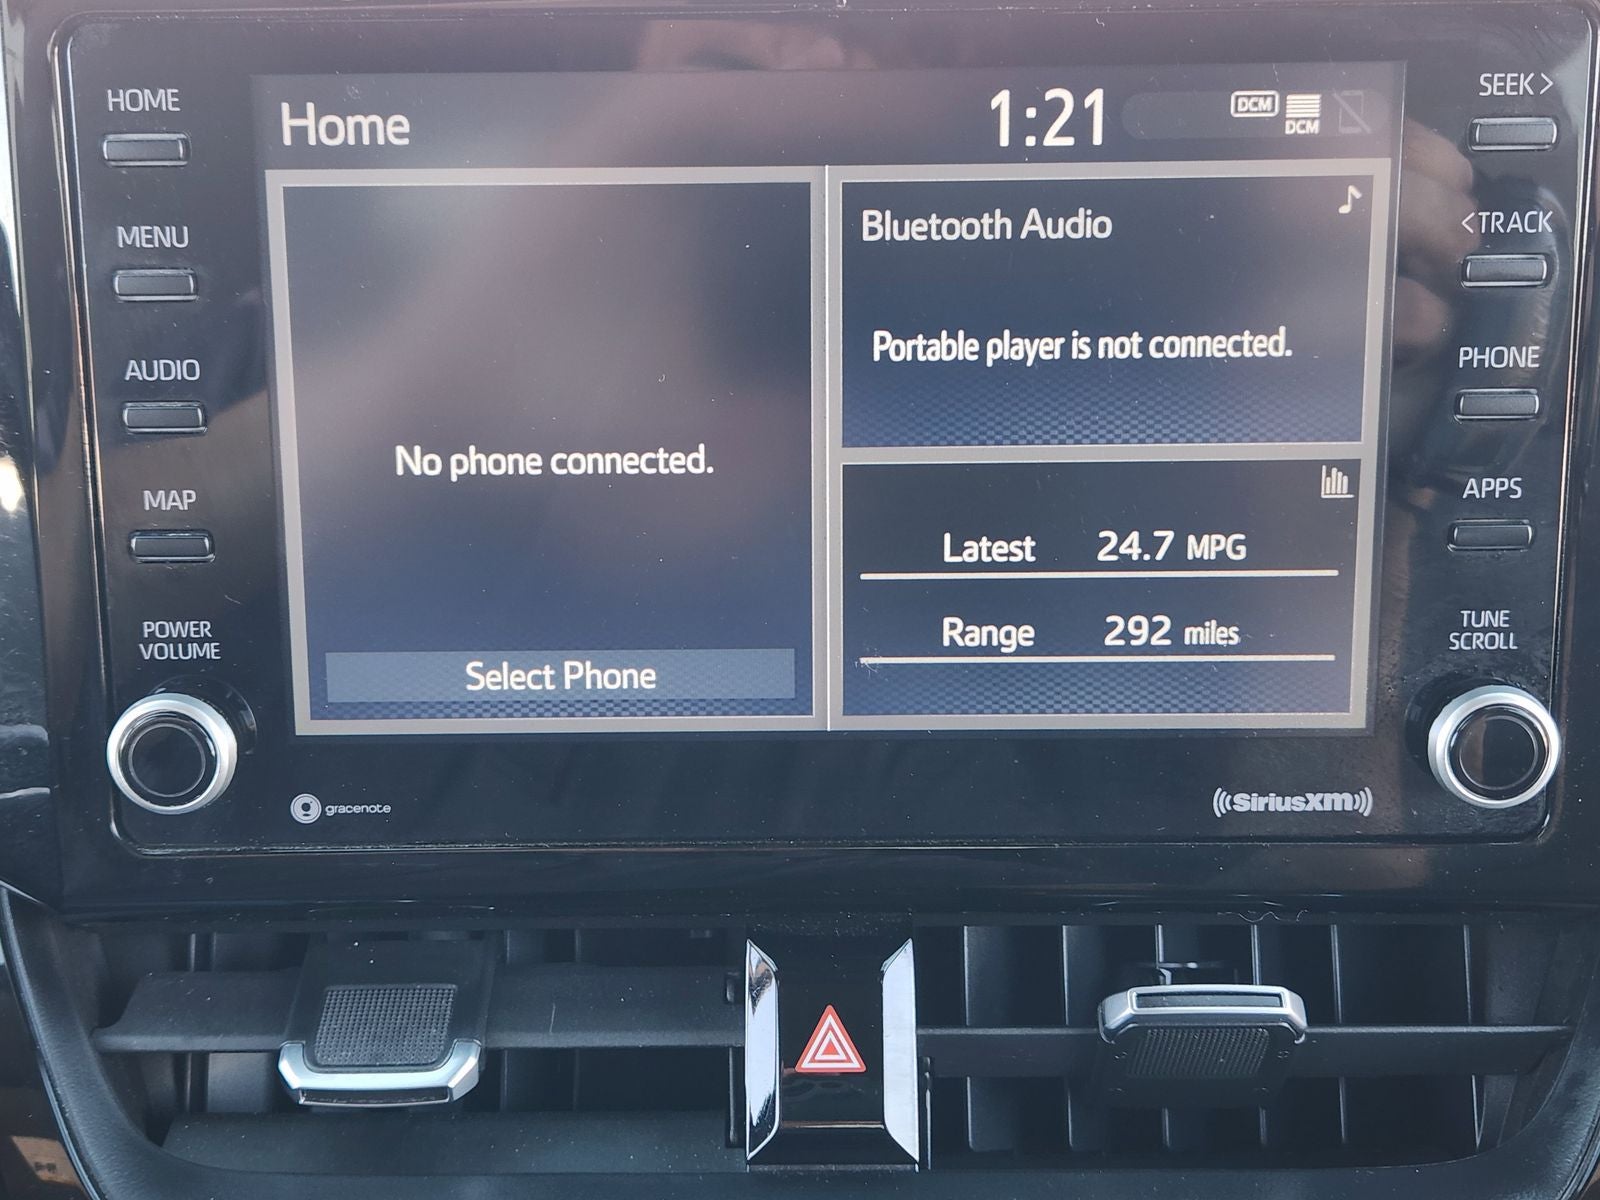 HOME
MENU
AUDIO
MAP
POWER
VOLUME
Home
1:21
DCM
DCM
No phone connected.
Select Phone
Bluetooth Audio
Portable player is not connected.
Latest 24.7 MPG
Range 292 miles
SEEK >
< TRACK
PHONE
APPS
TUNE
SCROLL
gracenote
((SiriusXM))